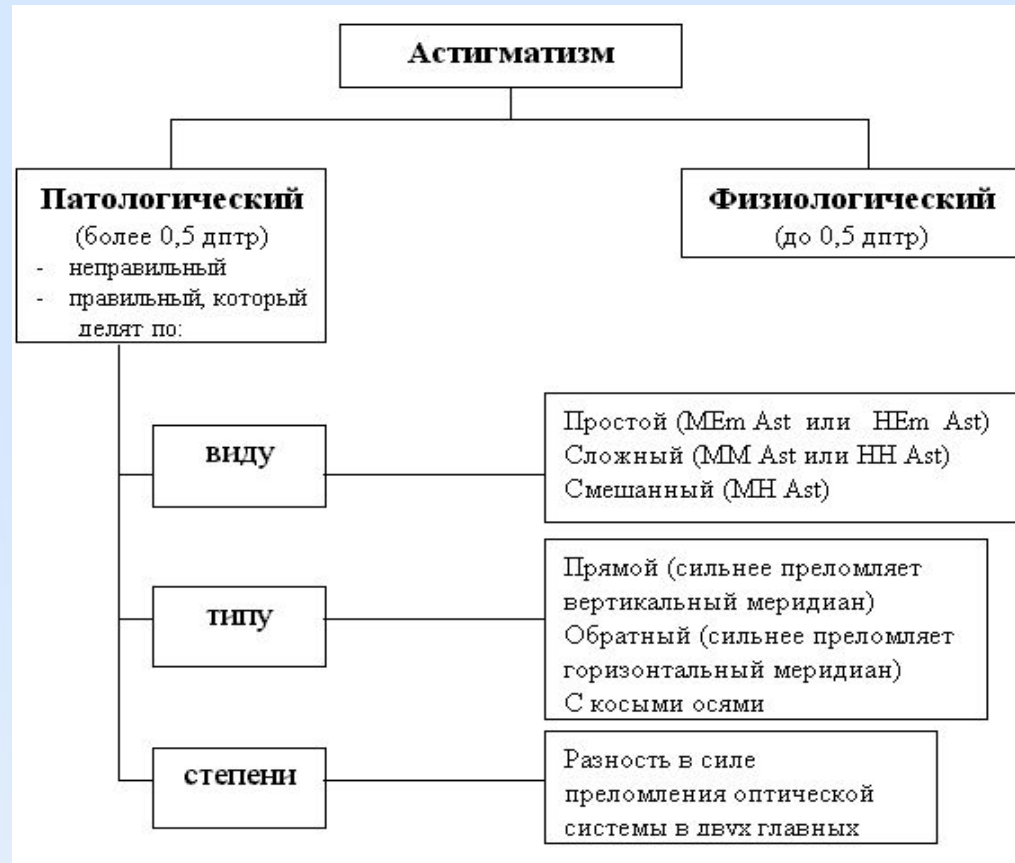 Астигматизм
Патологический
(более 0,5 дптр)
- неправильный
- правильный, который
делят по:
Физиологический
(до 0,5 дптр)
виду
Простой (MEm Ast или HEm Ast)
Сложный (MM Ast или HH Ast)
Смешанный (MH Ast)
типу
Прямой (сильнее преломляет
вертикальный меридиан)
Обратный (сильнее преломляет
горизонтальный меридиан)
С косыми осями
степени
Разность в силе
преломления оптической
системы в двух главных